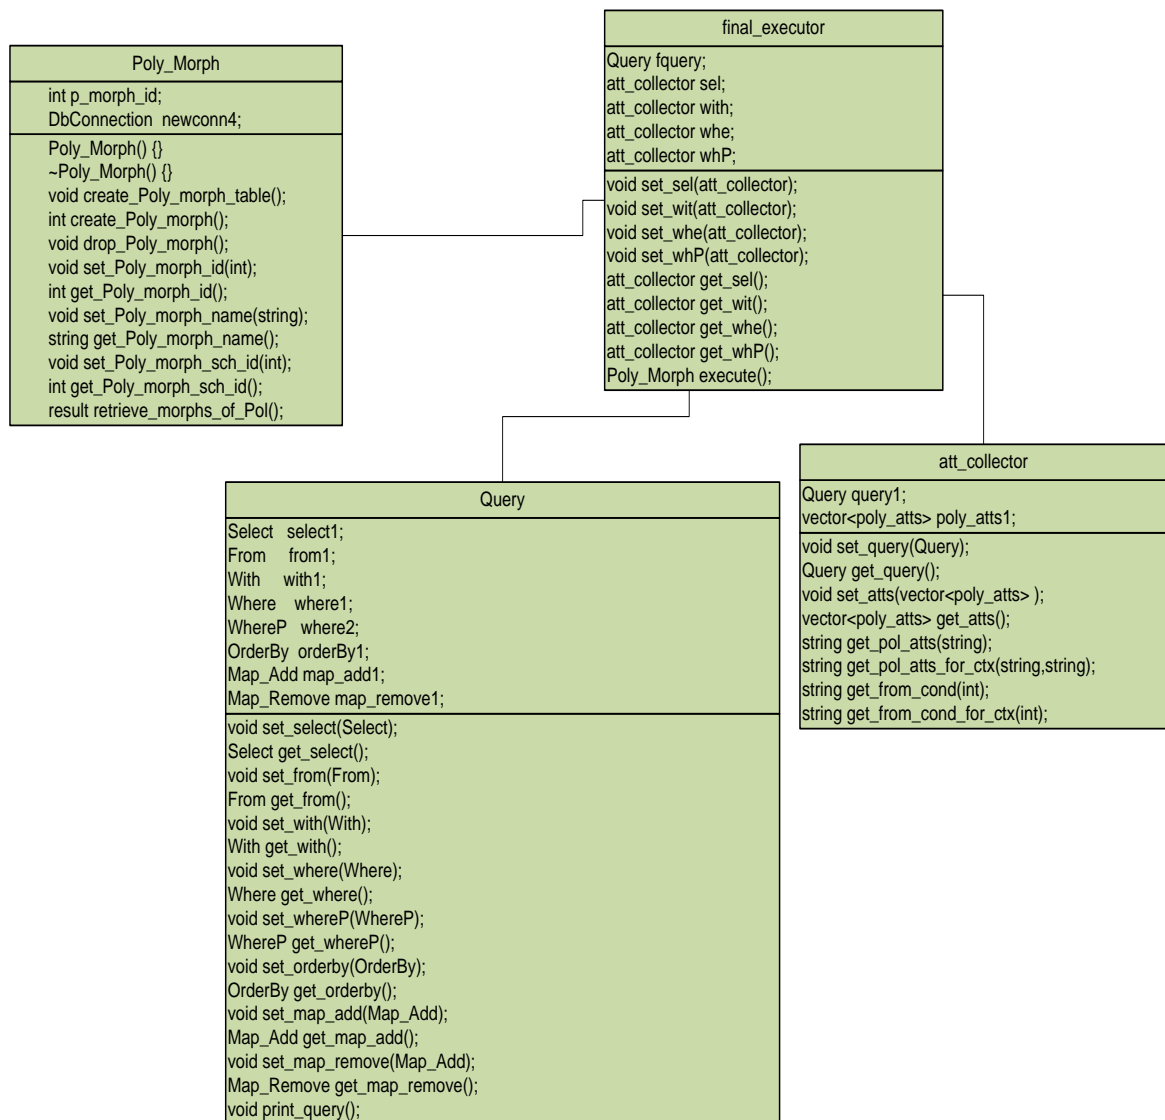 Poly_Morph
int p_morph_id;
DbConnection newconn4;
Poly_Morph() {}
~Poly_Morph() {}
void create_Poly_morph_table();
int create_Poly_morph();
void drop_Poly_morph();
void set_Poly_morph_id(int);
int get_Poly_morph_id();
void set_Poly_morph_name(string);
string get_Poly_morph_name();
void set_Poly_morph_sch_id(int);
int get_Poly_morph_sch_id();
result retrieve_morphs_of_Pol();
final_executor
Query fquery;
att_collector sel;
att_collector with;
att_collector whe;
att_collector whP;
void set_sel(att_collector);
void set_wit(att_collector);
void set_whe(att_collector);
void set_whP(att_collector);
att_collector get_sel();
att_collector get_wit();
att_collector get_whe();
att_collector get_whP();
Poly_Morph execute();
Query
Select select1;
From from1;
With with1;
Where where1;
WhereP where2;
OrderBy orderBy1;
Map_Add map_add1;
Map_Remove map_remove1;
void set_select(Select);
Select get_select();
void set_from(From);
From get_from();
void set_with(With);
With get_with();
void set_where(Where);
Where get_where();
void set_whereP(WhereP);
WhereP get_whereP();
void set_orderby(OrderBy);
OrderBy get_orderby();
void set_map_add(Map_Add);
Map_Add get_map_add();
void set_map_remove(Map_Add);
Map_Remove get_map_remove();
void print_query();
att_collector
Query query1;
vector<poly_atts> poly_atts1;
void set_query(Query);
Query get_query();
void set_atts(vector<poly_atts> );
vector<poly_atts> get_atts();
string get_pol_atts(string);
string get_pol_atts_for_ctx(string,string);
string get_from_cond(int);
string get_from_cond_for_ctx(int);